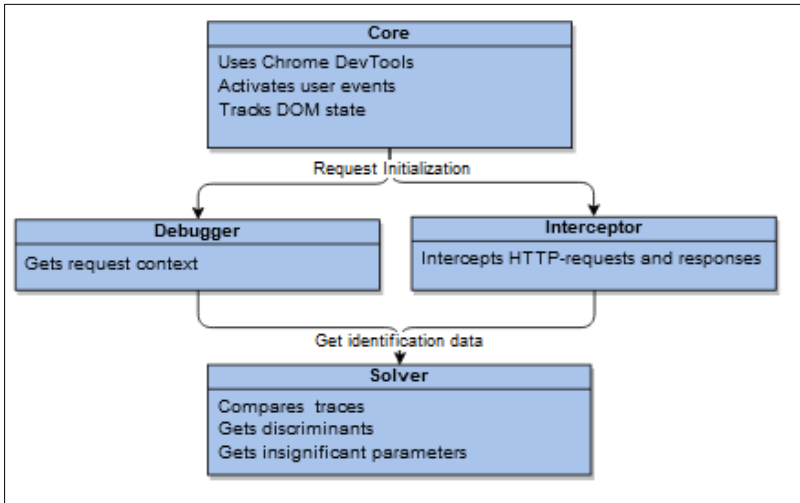 Core
Uses Chrome DevTools
Activates user events
Tracks DOM state
Request Initialization
Debugger
Gets request context
Interceptor
Intercepts HTTP-requests and responses
Get identification data
Solver
Compares traces
Gets discriminants
Gets insignificant parameters